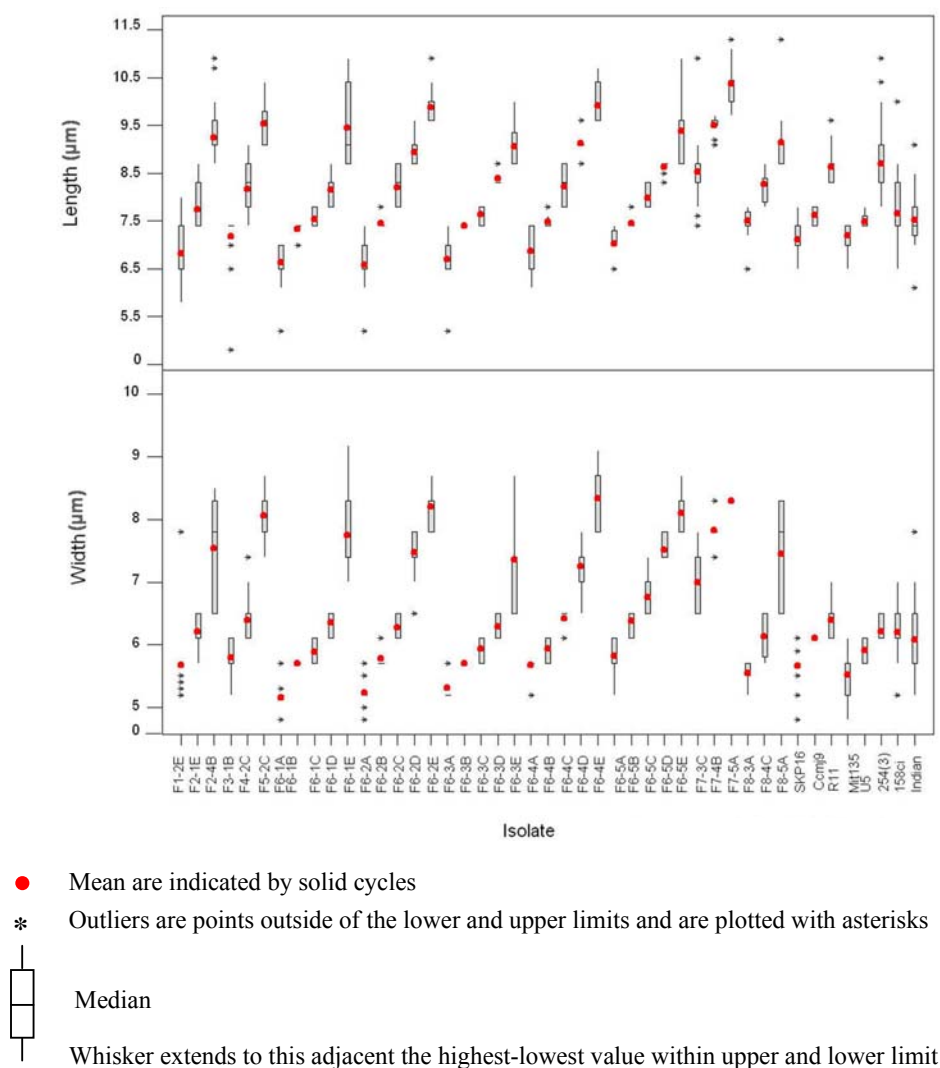 11.5
10.5
9.5
8.5
7.5
6.5
5.5
0
Length (µm)
10
9
8
7
6
5
0
Width (µm)
F1-2E
F2-1E
F2-4B
F3-1B
F4-2C
F5-2C
F6-1A
F6-1B
F6-1C
F6-1D
F6-1E
F6-2A
F6-2B
F6-2C
F6-2D
F6-2E
F6-3A
F6-3B
F6-3C
F6-3D
F6-3E
F6-4A
F6-4B
F6-4C
F6-4D
F6-4E
F6-5A
F6-5B
F6-5C
F6-5D
F6-5E
F7-3C
F7-4B
F7-5A
F8-3A
F8-4C
F8-5A
SKP16
Ccmj9
R11
Mjt135
U5
254(3)
158ci
Indian
Isolate
Mean are indicated by solid cycles
* Outliers are points outside of the lower and upper limits and are plotted with asterisks
Median
Whisker extends to this adjacent the highest-lowest value within upper and lower limit